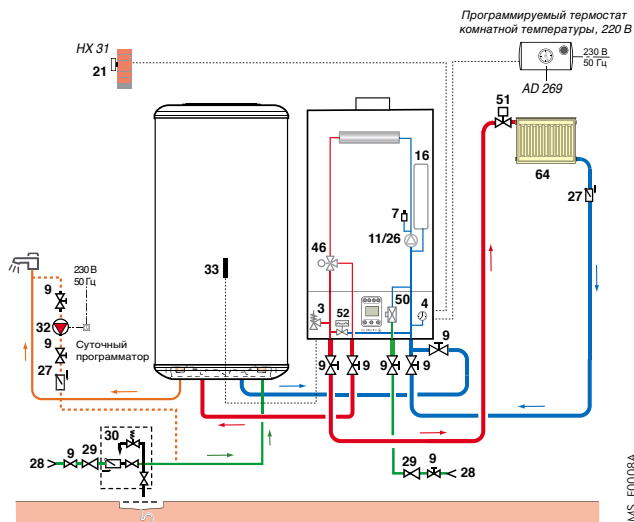 Программируемый термостат
комнатной температуры, 220 В
HX 31
21
230 В
50 Гц
AD 269
51
16
64
7
27
11/26
46
33
230 В
50 Гц
9
3
52
50
4
32
Суточный
программатор
9
9
9
9
9
9
27
30
28
9
29
29
9
28
MS_F0008A